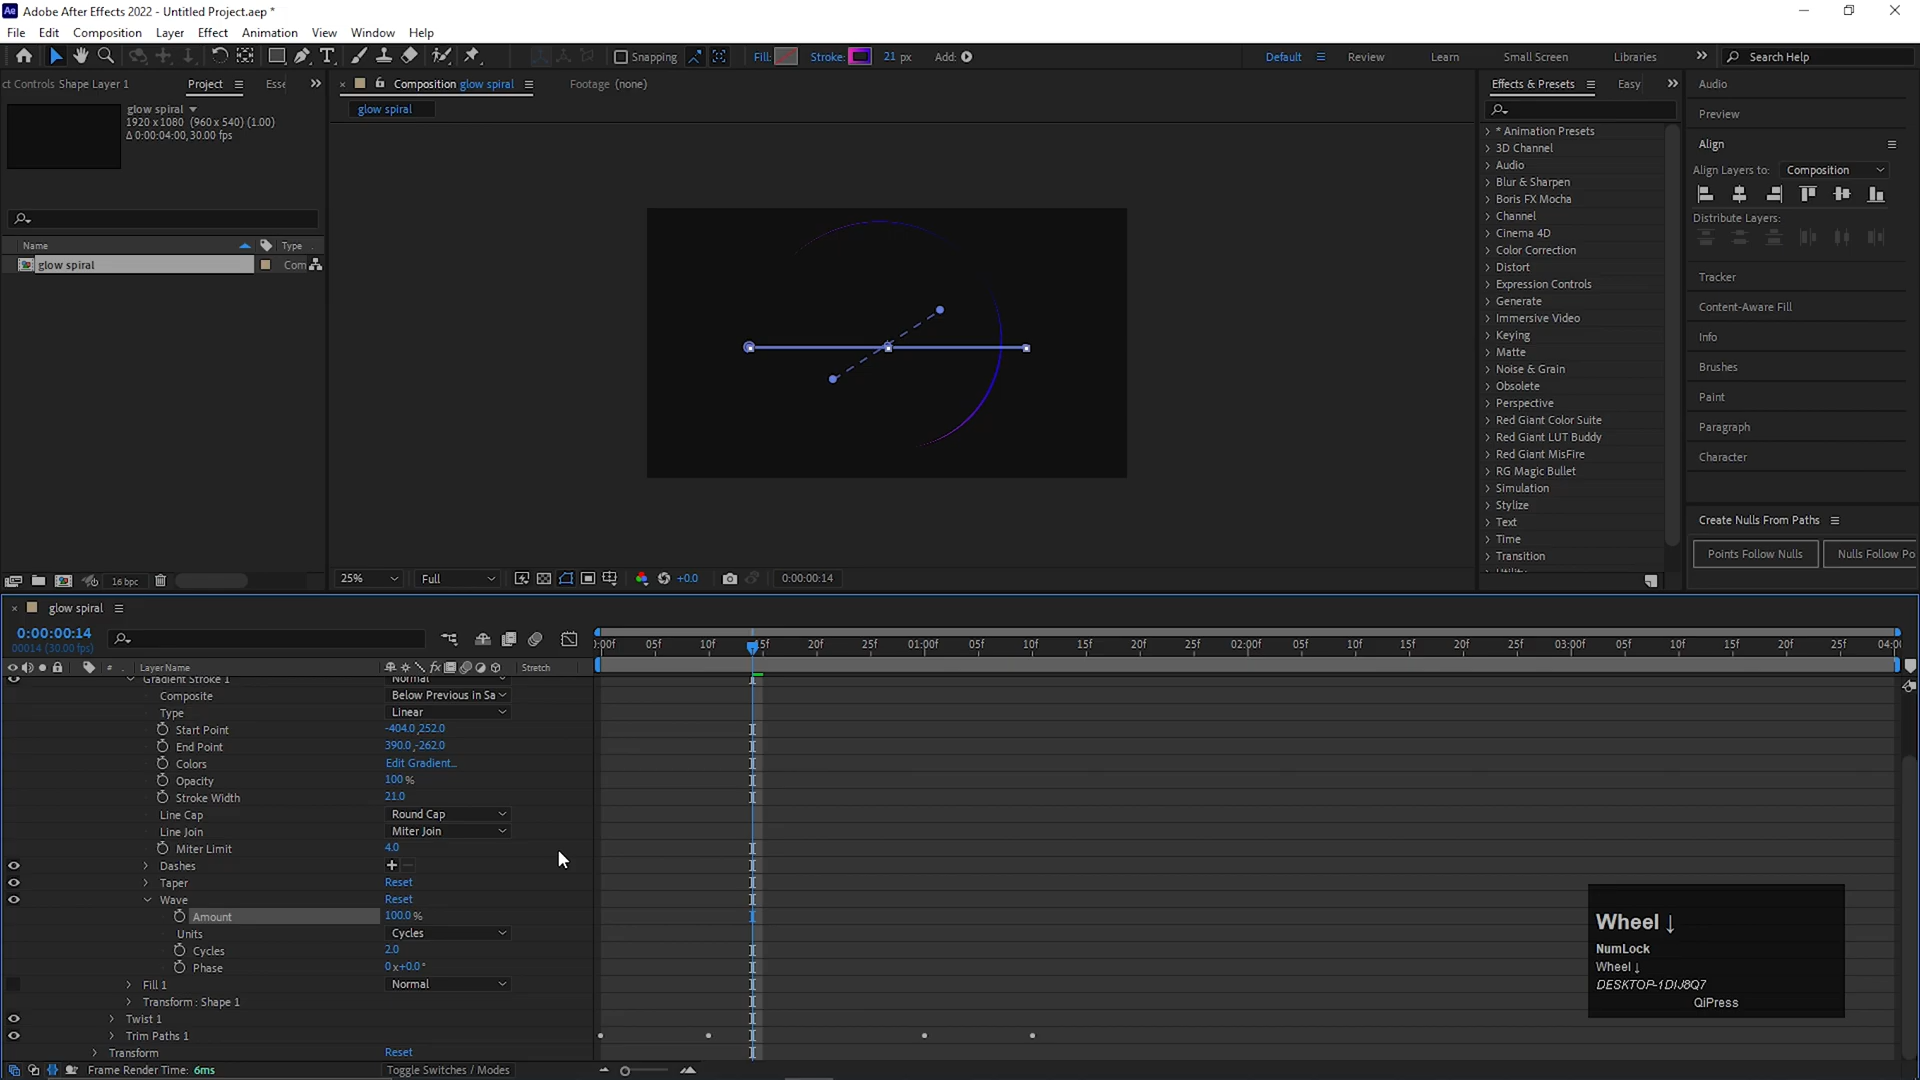 Adobe After Effects 2022 - Untitled Project.aep *
File Edit Composition Layer Effect Animation View Window Help
Snapping Fill: Stroke: 21 px Add: Default Review Learn Small Screen Libraries Search Help
ct Controls Shape Layer 1 Project Esse
Composition glow spiral Footage (none)
glow spiral
glow spiral
1920 x 1080 (960 x 540) (1.00)
Δ 0:00:04:00, 30.00 fps
Name Type
glow spiral Com
16 bpc
25% Full +0.0 0:00:00:14
Effects & Presets Easy
* Animation Presets
3D Channel
Audio
Blur & Sharpen
Boris FX Mocha
Channel
Cinema 4D
Color Correction
Distort
Expression Controls
Generate
Immersive Video
Keying
Matte
Noise & Grain
Obsolete
Perspective
Red Giant Color Suite
Red Giant LUT Buddy
Red Giant MisFire
RG Magic Bullet
Simulation
Stylize
Text
Time
Transition
Audio
Preview
Align
Align Layers to: Composition
Distribute Layers:
Tracker
Content-Aware Fill
Info
Brushes
Paint
Paragraph
Character
Create Nulls From Paths
Points Follow Nulls Nulls Follow Po
glow spiral
0:00:00:14
00014 (30.00 fps)
:00f 05f 10f 15f 20f 25f 01:00f 05f 10f 15f 20f 25f 02:00f 05f 10f 15f 20f 25f 03:00f 05f 10f 15f 20f 25f 04:00
# Layer Name fx Stretch
Gradient Stroke 1 Normal
Composite Below Previous in Sa
Type Linear
Start Point -404.0,252.0
End Point 390.0,-262.0
Colors Edit Gradient...
Opacity 100 %
Stroke Width 21.0
Line Cap Round Cap
Line Join Miter Join
Miter Limit 4.0
Dashes + -
Taper Reset
Wave Reset
Amount 100.0 %
Units Cycles
Cycles 2.0
Phase 0x+0.0°
Fill 1 Normal
Transform : Shape 1
Twist 1
Trim Paths 1
Transform Reset
Frame Render Time: 6ms Toggle Switches / Modes
Wheel ↓
NumLock
Wheel ↓
DESKTOP-1DIJ8Q7
QiPress